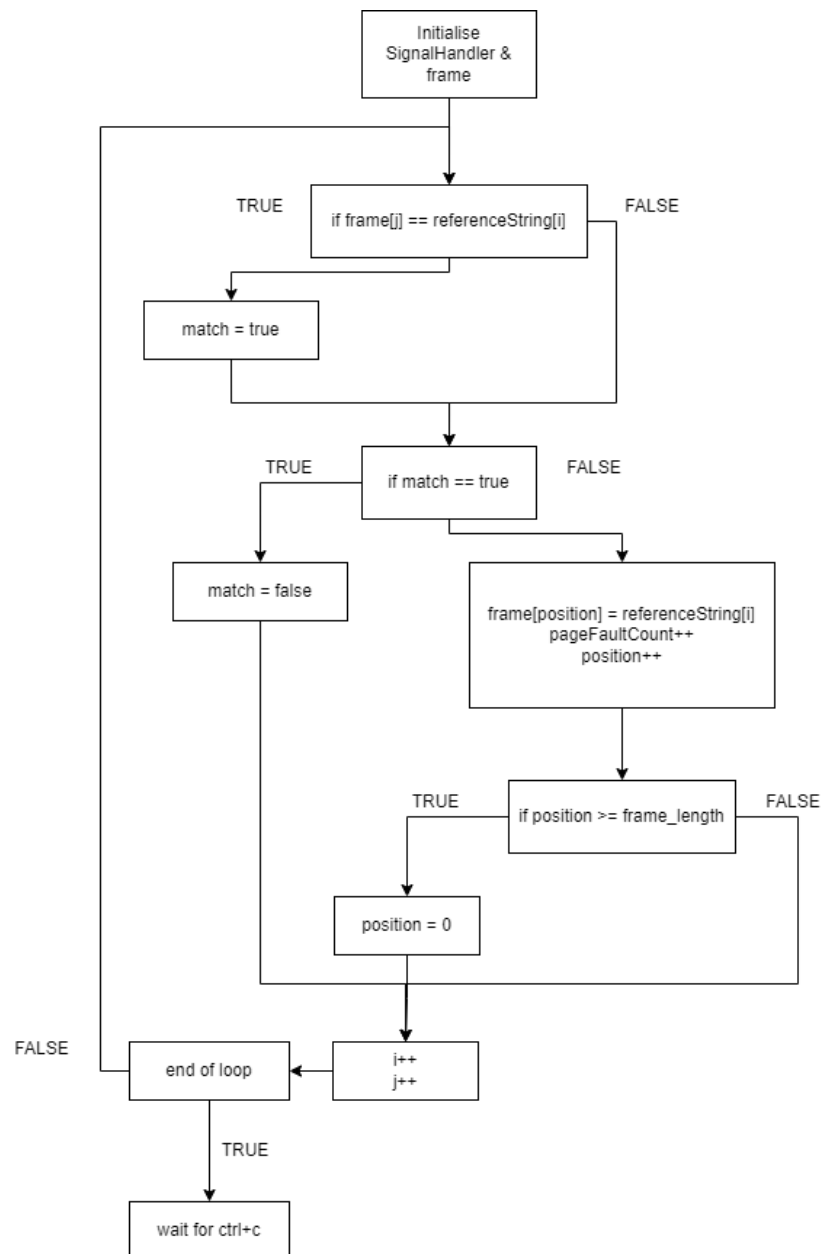 Initialise
SignalHandler &
frame
TRUE
FALSE
if frame[j] == referenceString[i]
match = true
TRUE
FALSE
if match == true
match = false
frame[position] = referenceString[i]
pageFaultCount++
position++
TRUE
FALSE
if position >= frame_length
position = 0
FALSE
end of loop
i++
j++
TRUE
wait for ctrl+c